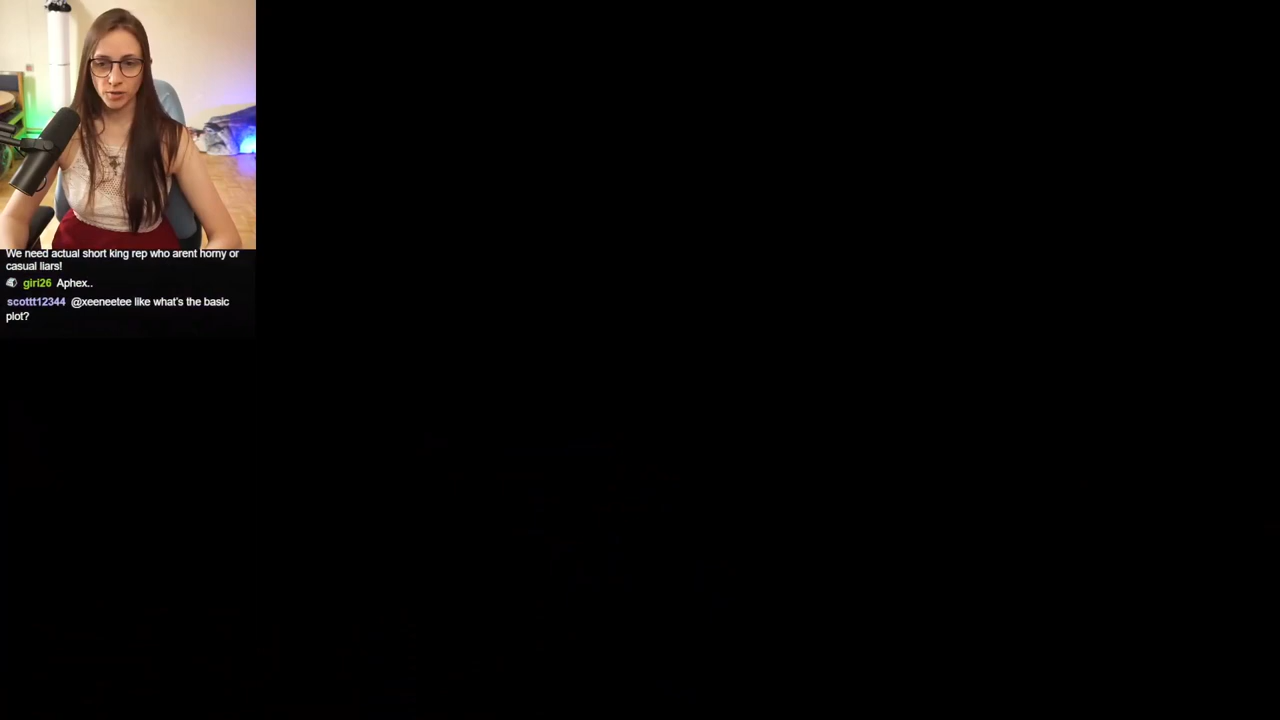 We need actual short king rep who arent horny or
casual liars!
girl26 Aphex..
scottt12344 @xeeneetee like what's the basic
plot?